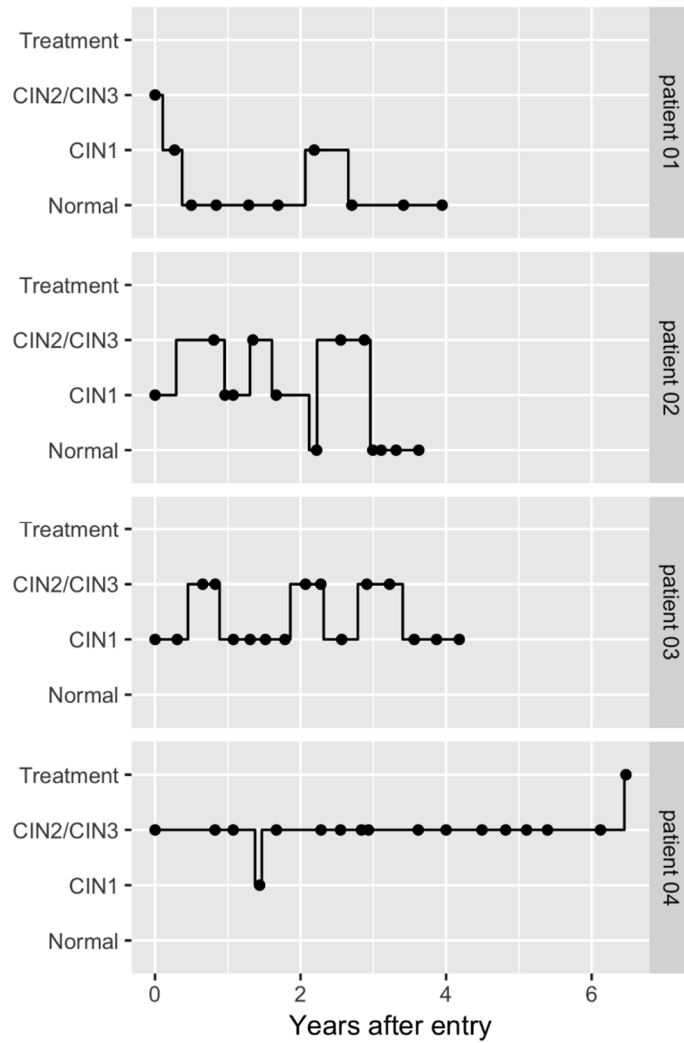 Treatment
CIN2/CIN3
CIN1
Normal
patient 01
Treatment
CIN2/CIN3
CIN1
Normal
patient 02
Treatment
CIN2/CIN3
CIN1
Normal
patient 03
Treatment
CIN2/CIN3
CIN1
Normal
patient 04
0 2 4 6
Years after entry